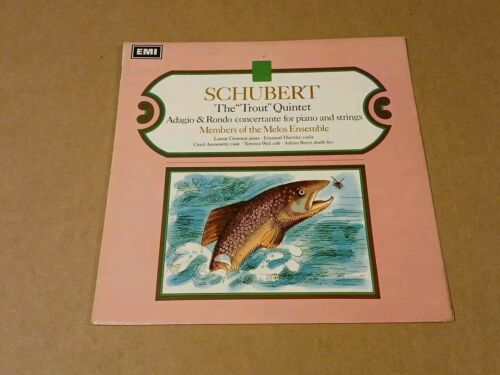 EMI
SCHUBERT
The "Trout" Quintet
Adagio & Rondo concertante for piano and strings
Members of the Melos Ensemble
Lamar Crowson piano · Emanuel Hurwitz violin
Cecil Aronowitz viola · Terence Weil cello · Adrian Beers double bass